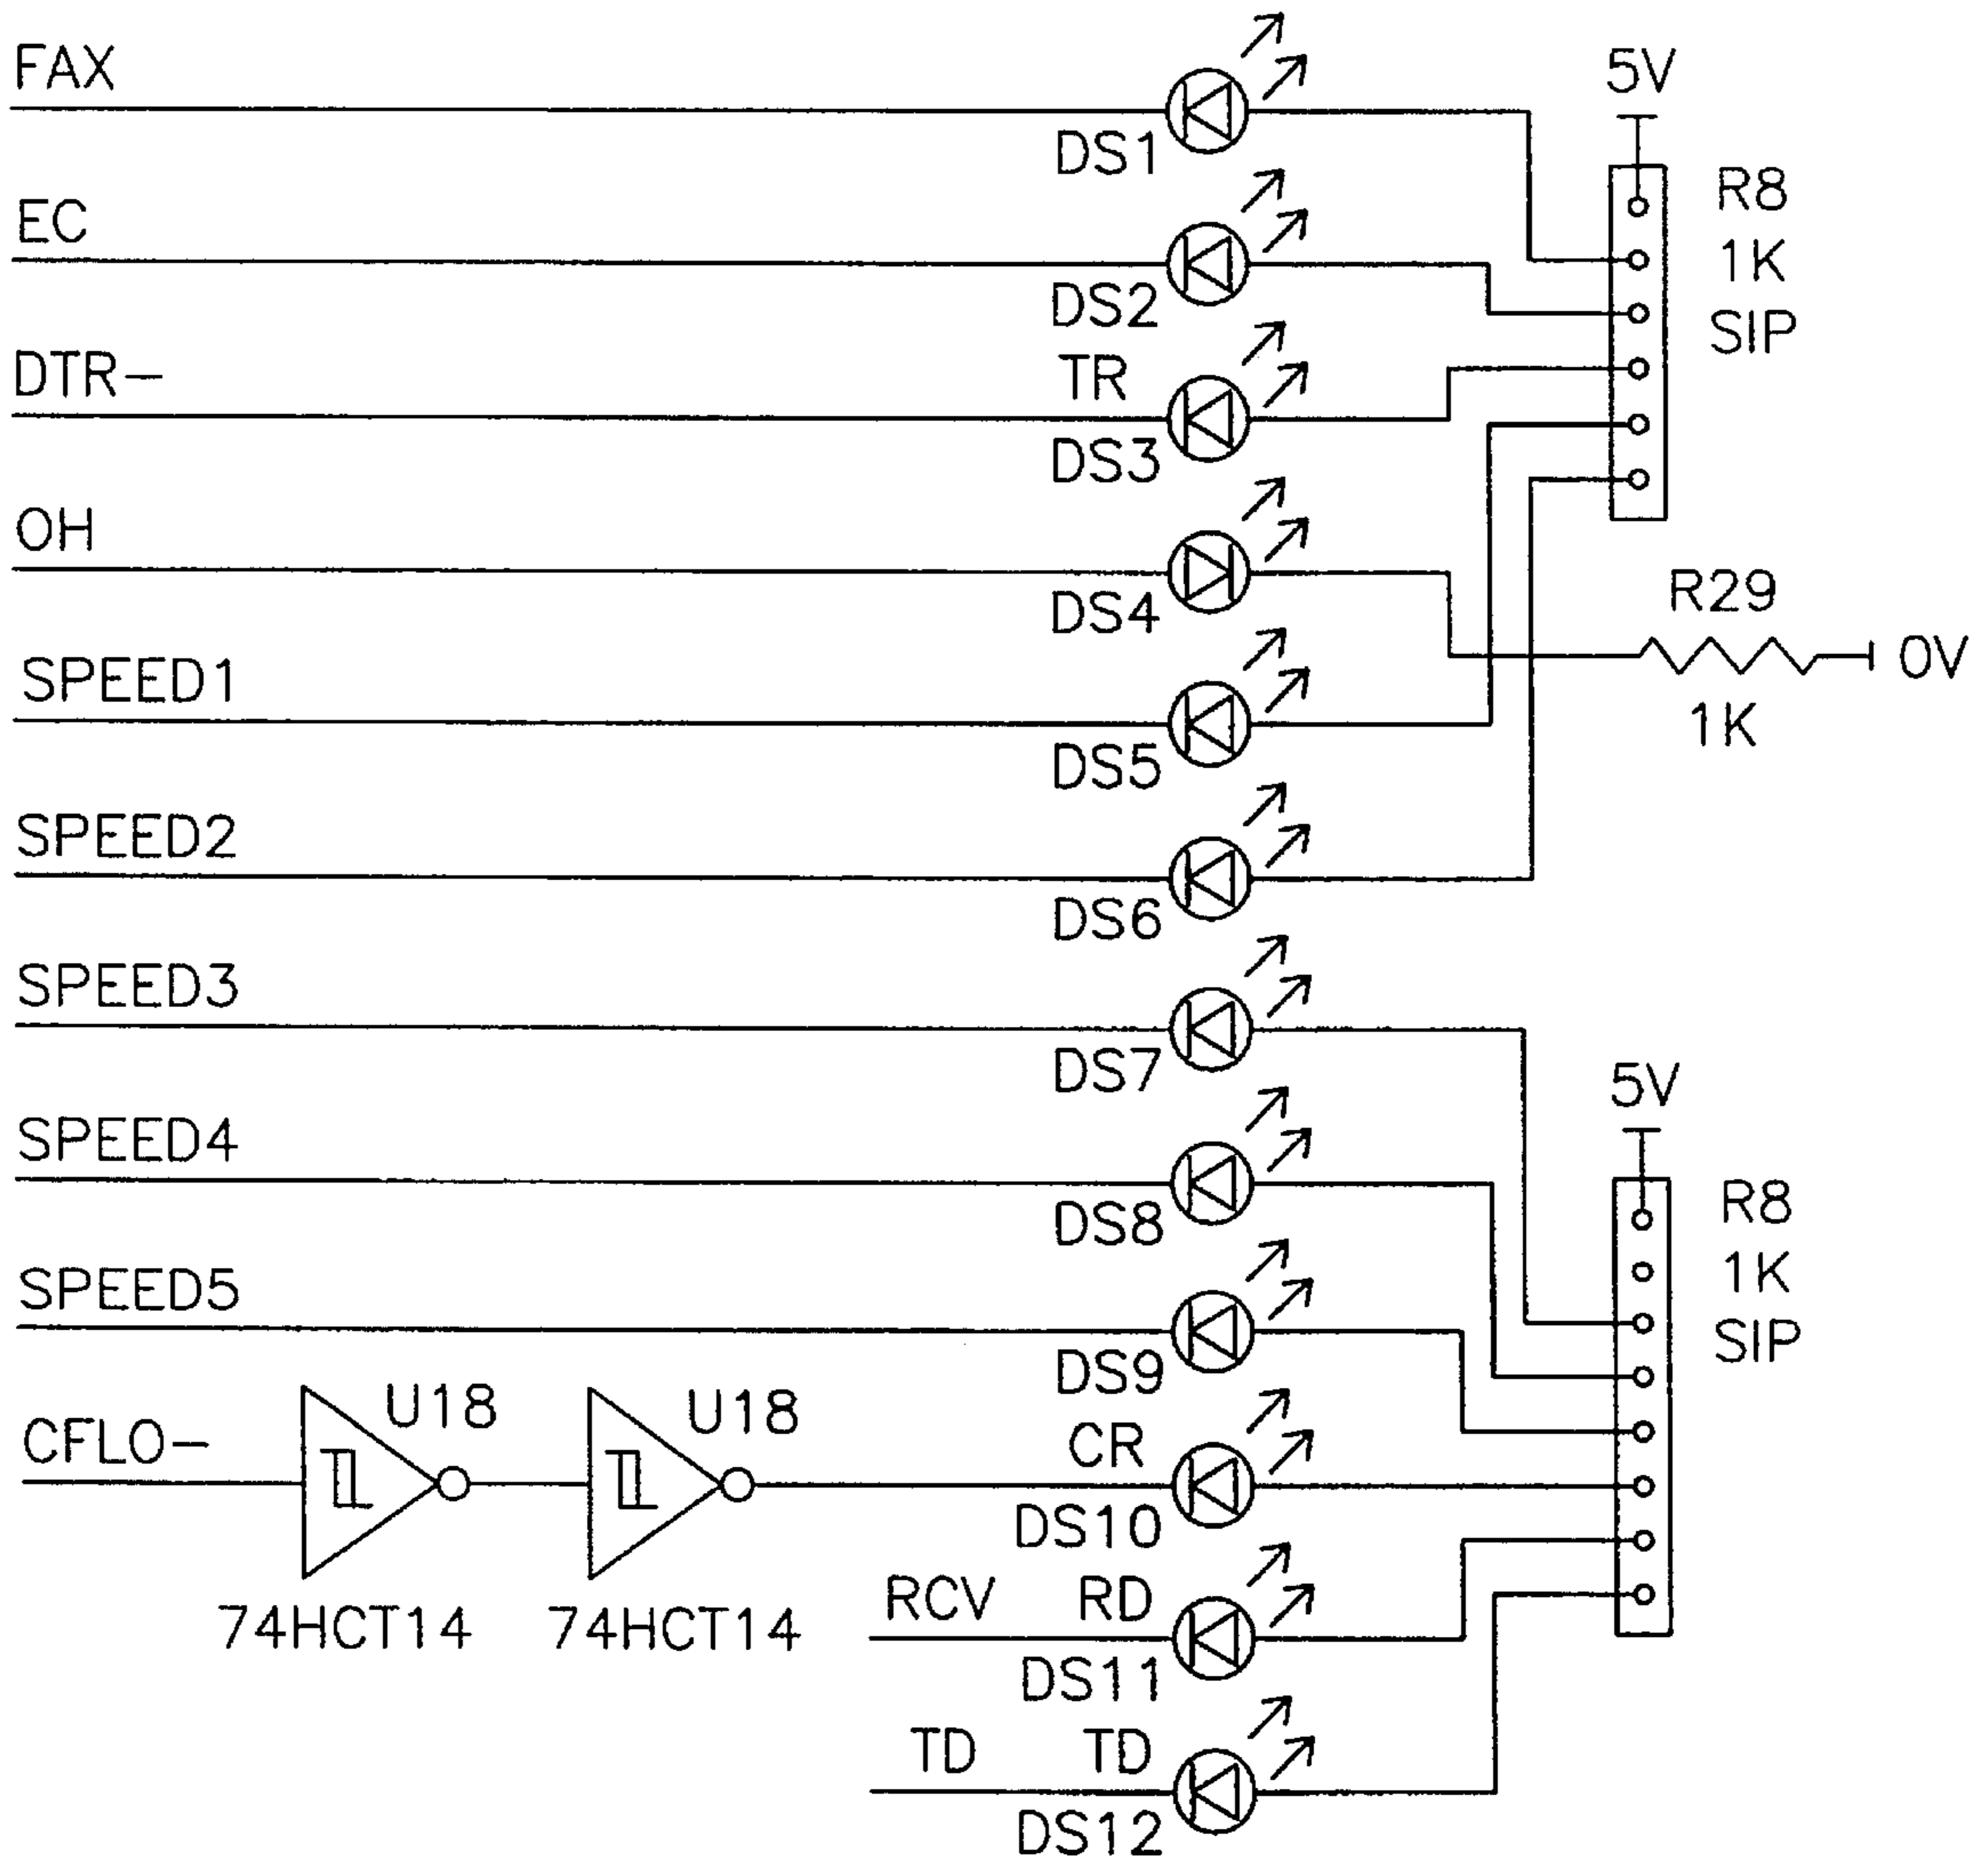 FAX
5V
DS1
R8
1K
SIP
EC
DS2
DTR-
TR
DS3
OH
DS4
R29
0V
1K
SPEED1
DS5
SPEED2
DS6
SPEED3
DS7
5V
SPEED4
DS8
R8
1K
SIP
SPEED5
DS9
CFLO-
U18
U18
CR
DS10
74HCT14
74HCT14
RCV
RD
DS11
TD
TD
DS12